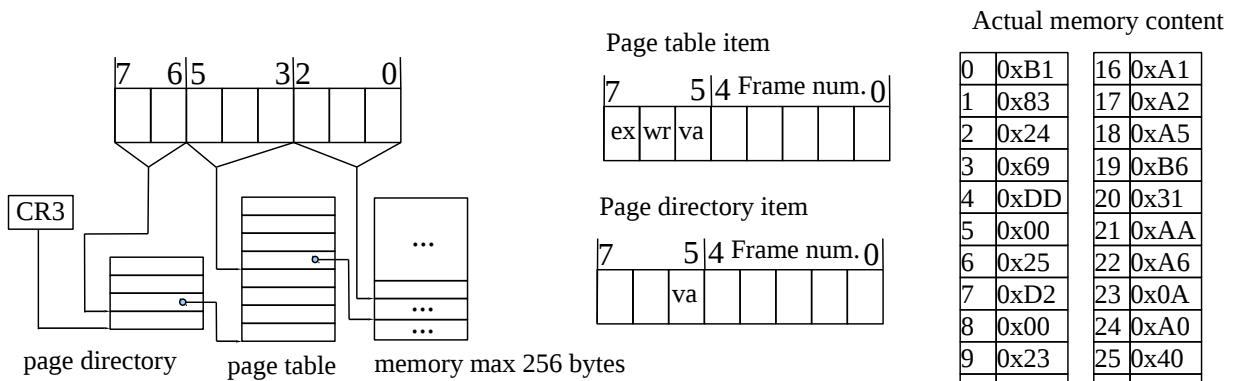 Actual memory content
Page table item
7 6 5 3 2 0
7 5 4 Frame num. 0
ex wr va
CR3
Page directory item
7 5 4 Frame num. 0
va
...
...
...
page directory
page table
memory max 256 bytes
0 0xB1 16 0xA1
1 0x83 17 0xA2
2 0x24 18 0xA5
3 0x69 19 0xB6
4 0xDD 20 0x31
5 0x00 21 0xAA
6 0x25 22 0xA6
7 0xD2 23 0x0A
8 0x00 24 0xA0
9 0x23 25 0x40